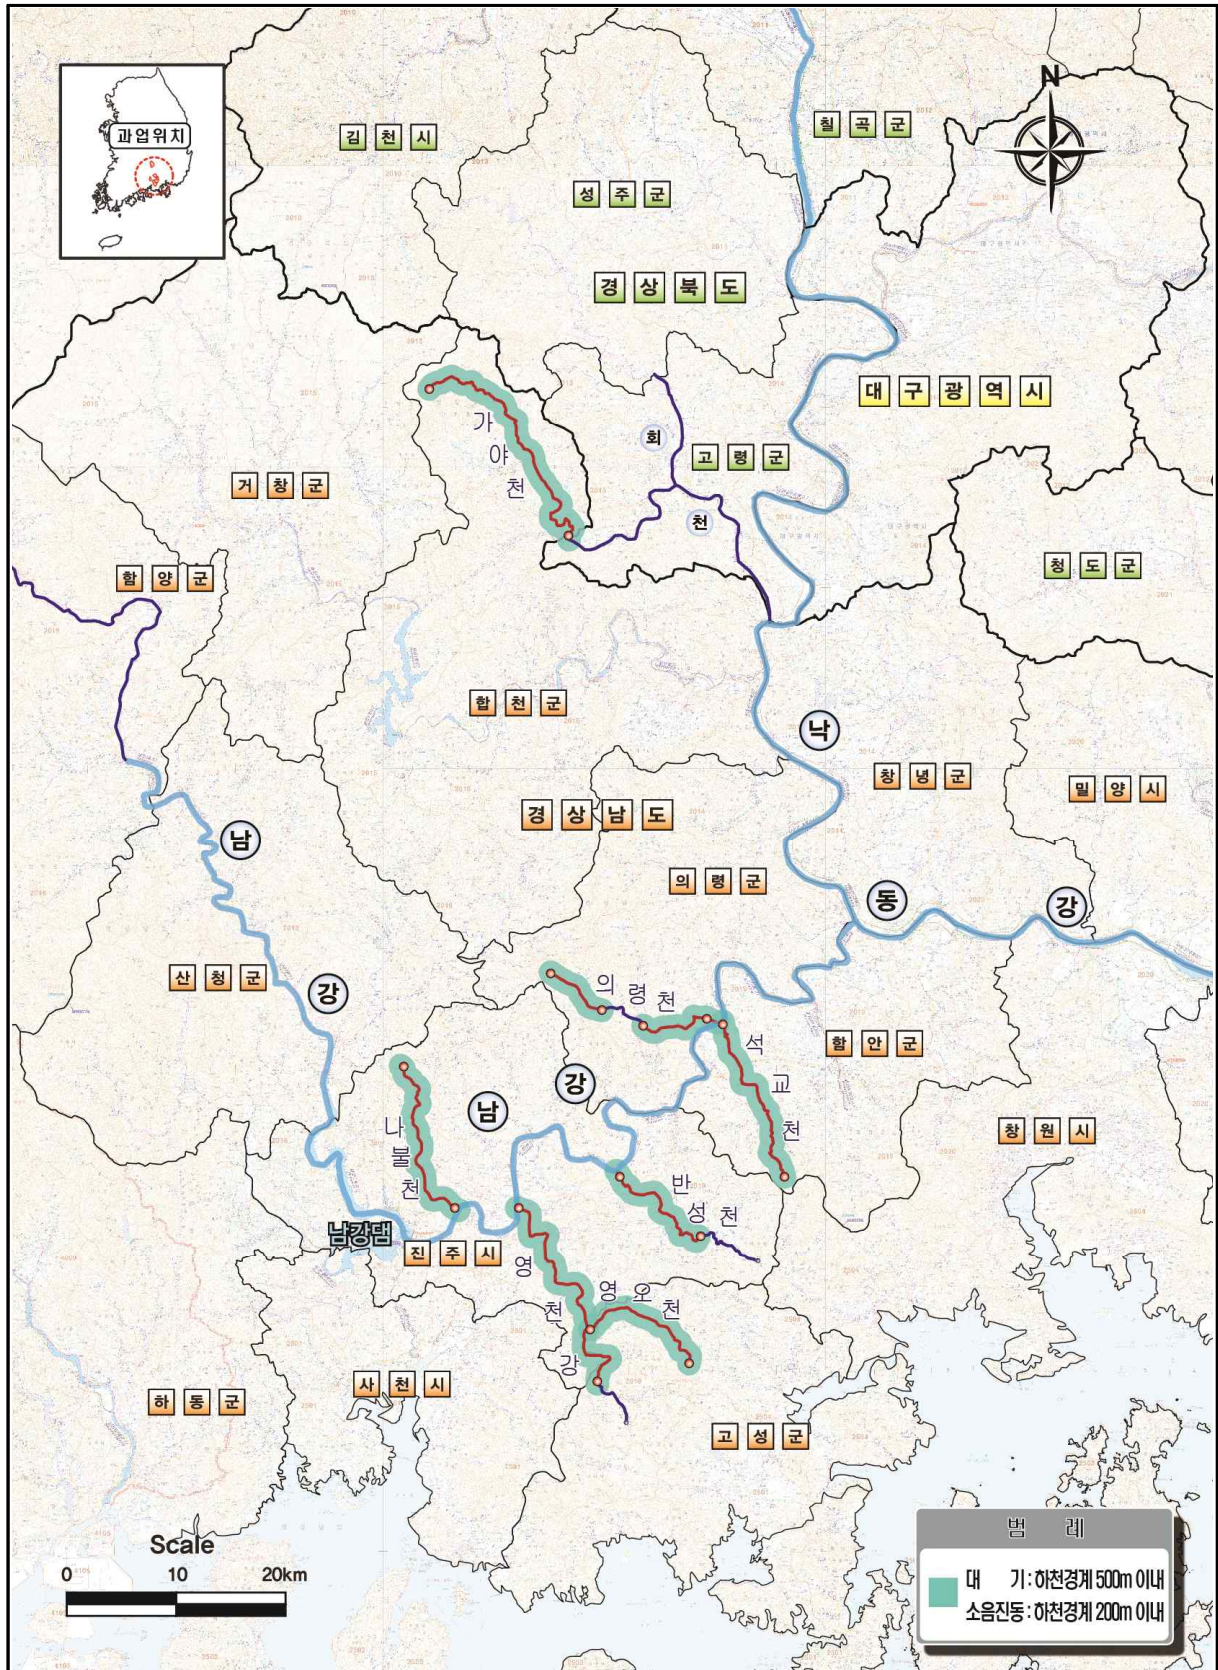 N
과업위치
김천시
칠곡군
성주군
경상북도
대구광역시
가야천
회천
고령군
거창군
청도군
함양군
합천군
낙동강
창녕군
밀양시
경상남도
남강
의령군
산청군
의령천
석교천
함안군
남강
창원시
나불천
반성천
남강댐
진주시
영천강
영오천
사천시
하동군
고성군
Scale
0 10 20km
범 례
대 기 : 하천경계 500m 이내
소음진동 : 하천경계 200m 이내